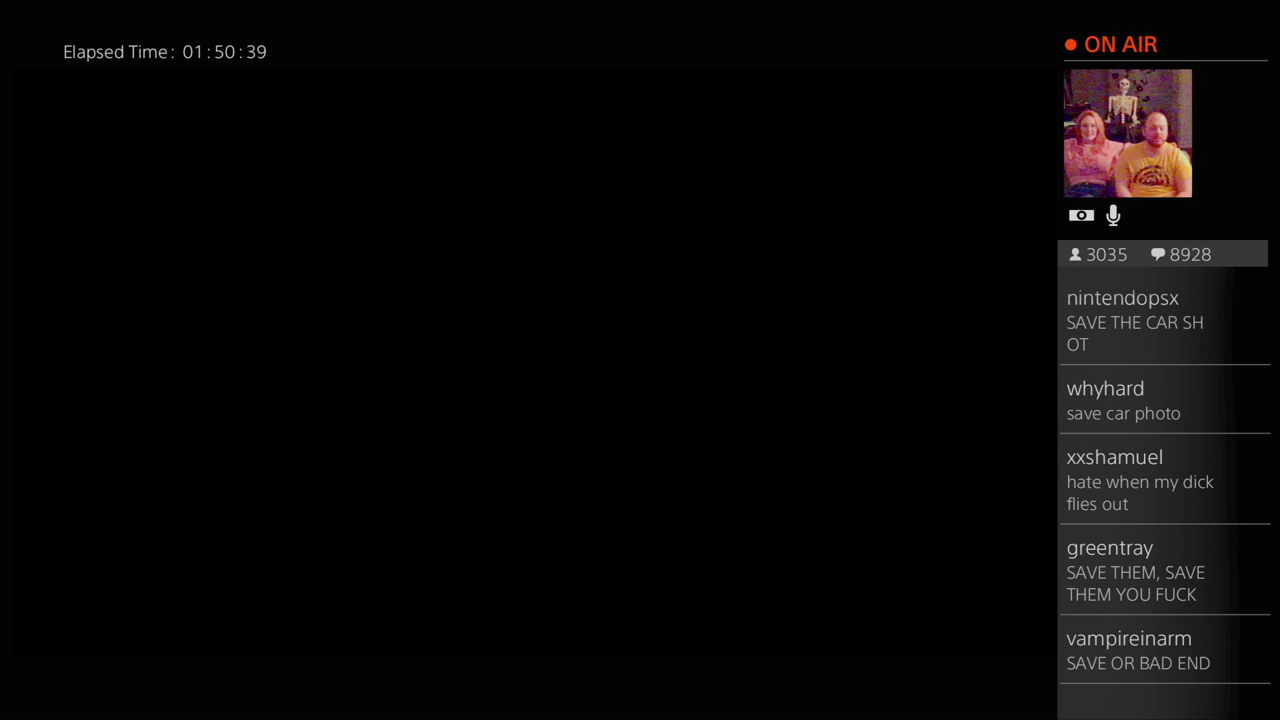 Elapsed Time: 01:50:39
ON AIR
3035 8928
nintendopsx
SAVE THE CAR SH
OT
whyhard
save car photo
xxshamuel
hate when my dick
flies out
greentray
SAVE THEM, SAVE
THEM YOU FUCK
vampireinarm
SAVE OR BAD END